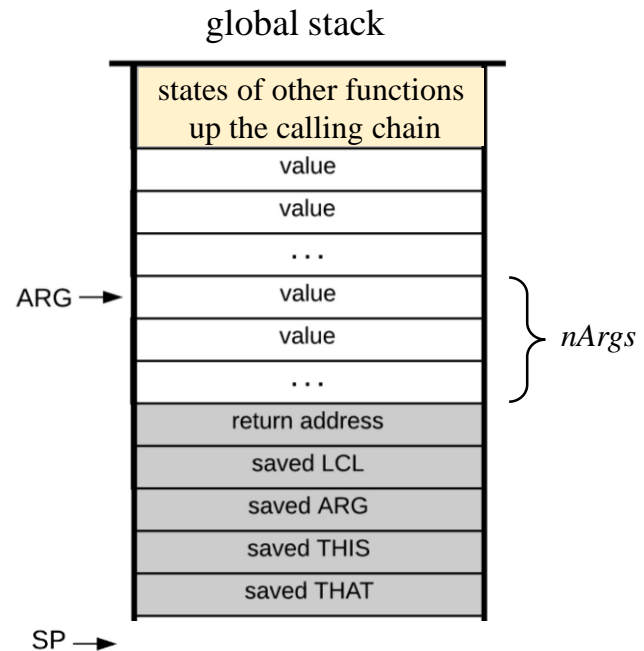 global stack
states of other functions
up the calling chain
value
value
...
ARG
value
value
nArgs
...
return address
saved LCL
saved ARG
saved THIS
saved THAT
SP